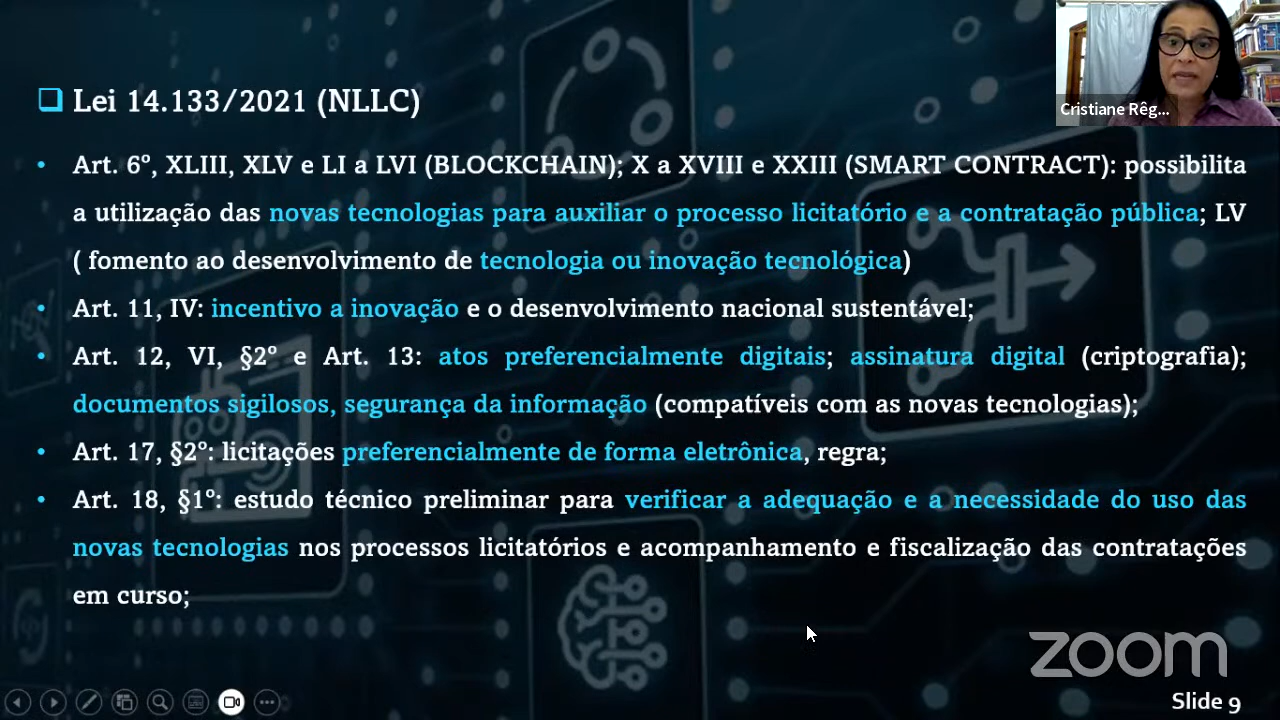 Cristiane Rêg...
Lei 14.133/2021 (NLLC)
• Art. 6º, XLIII, XLV e LI a LVI (BLOCKCHAIN); X a XVIII e XXIII (SMART CONTRACT): possibilita
a utilização das novas tecnologias para auxiliar o processo licitatório e a contratação pública; LV
( fomento ao desenvolvimento de tecnologia ou inovação tecnológica)
• Art. 11, IV: incentivo a inovação e o desenvolvimento nacional sustentável;
• Art. 12, VI, §2º e Art. 13: atos preferencialmente digitais; assinatura digital (criptografia);
documentos sigilosos, segurança da informação (compatíveis com as novas tecnologias);
• Art. 17, §2º: licitações preferencialmente de forma eletrônica, regra;
• Art. 18, §1º: estudo técnico preliminar para verificar a adequação e a necessidade do uso das
novas tecnologias nos processos licitatórios e acompanhamento e fiscalização das contratações
em curso;
zoom
Slide 9